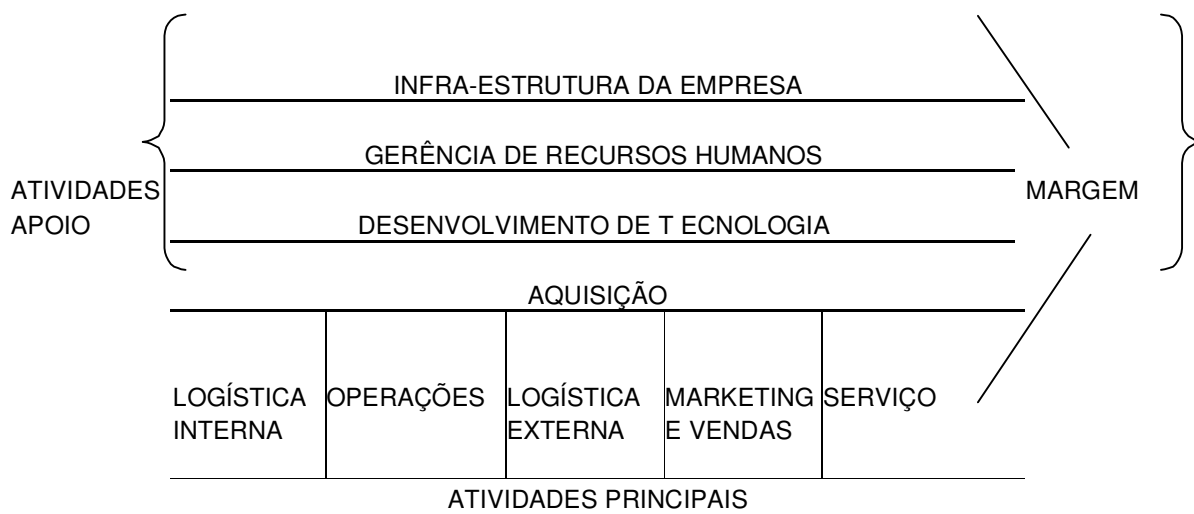 INFRA-ESTRUTURA DA EMPRESA
GERÊNCIA DE RECURSOS HUMANOS
ATIVIDADES
APOIO
MARGEM
DESENVOLVIMENTO DE T ECNOLOGIA
AQUISIÇÃO
LOGÍSTICA
INTERNA
OPERAÇÕES
LOGÍSTICA
EXTERNA
MARKETING
E VENDAS
SERVIÇO
ATIVIDADES PRINCIPAIS